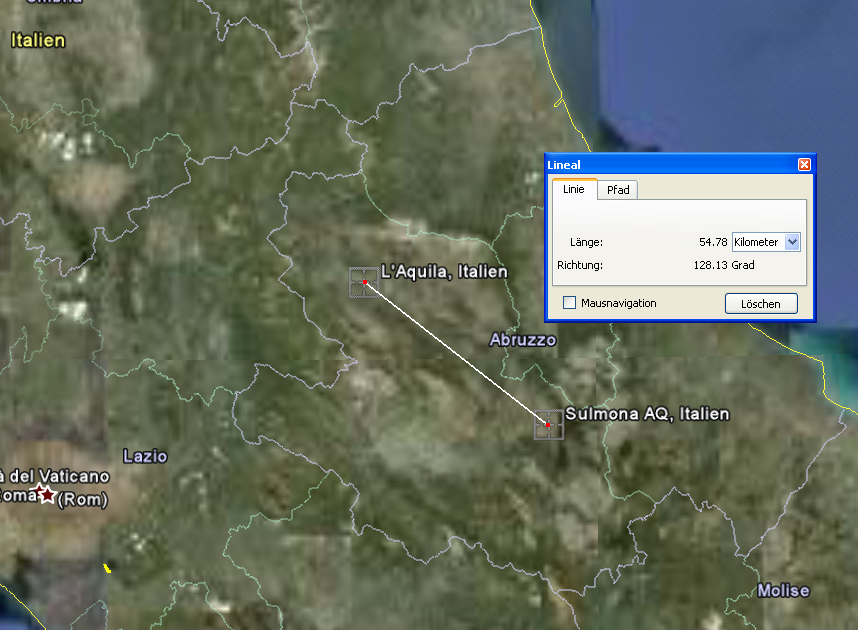 Umbria
Italien
Lineal
Linie
Pfad
Länge:
54.78
Kilometer
Richtung:
128.13 Grad
Mausnavigation
Löschen
L'Aquila, Italien
Abruzzo
Sulmona AQ, Italien
Lazio
à del Vaticano
Roma
(Rom)
Molise